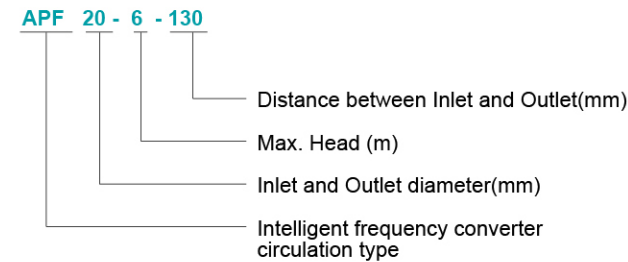 APF 20 - 6 - 130
Distance between Inlet and Outlet(mm)
Max. Head (m)
Inlet and Outlet diameter(mm)
Intelligent frequency converter
circulation type